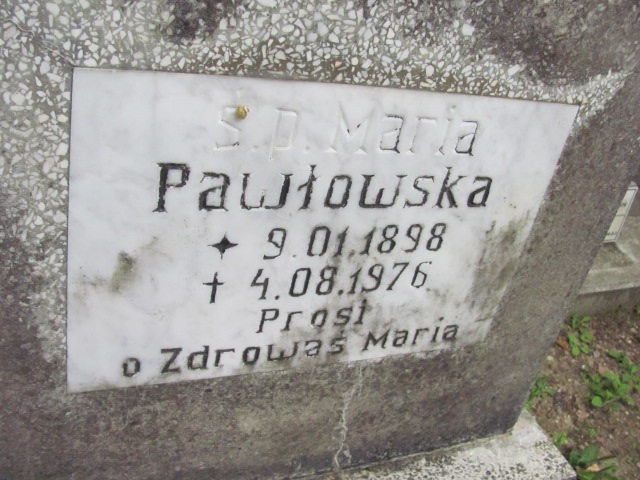 Ś.p. Maria
Pawłowska
✦ 9.01.1898
† 4.08.1976
Prosi
o Zdrowaś Maria